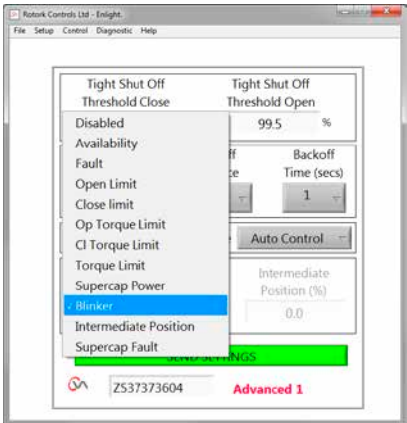 Rotork Controls Ltd - Enlight.
File Setup Control Diagnostic Help
Tight Shut Off Tight Shut Off
Threshold Close Threshold Open
Disabled 99.5 %
Availability
Fault Backoff
Open Limit Time (secs)
Close limit 1
Op Torque Limit
Cl Torque Limit Auto Control
Torque Limit Intermediate
Supercap Power Position (%)
Blinker 0.0
Intermediate Position
Supercap Fault
ZS37373604 Advanced 1